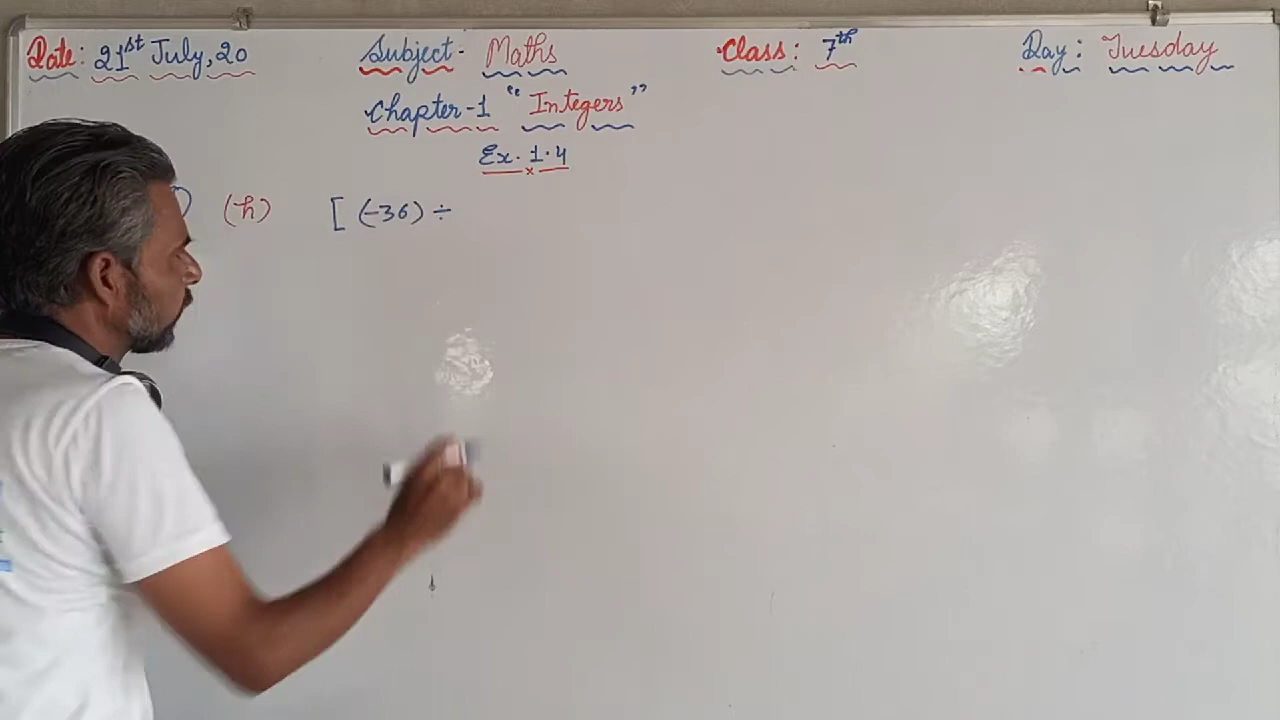 Date: 21st July, 20 Subject- Maths Class: 7th Day: Tuesday
Chapter-1 "Integers"
Ex. 1.4
(h) [ (-36) ÷